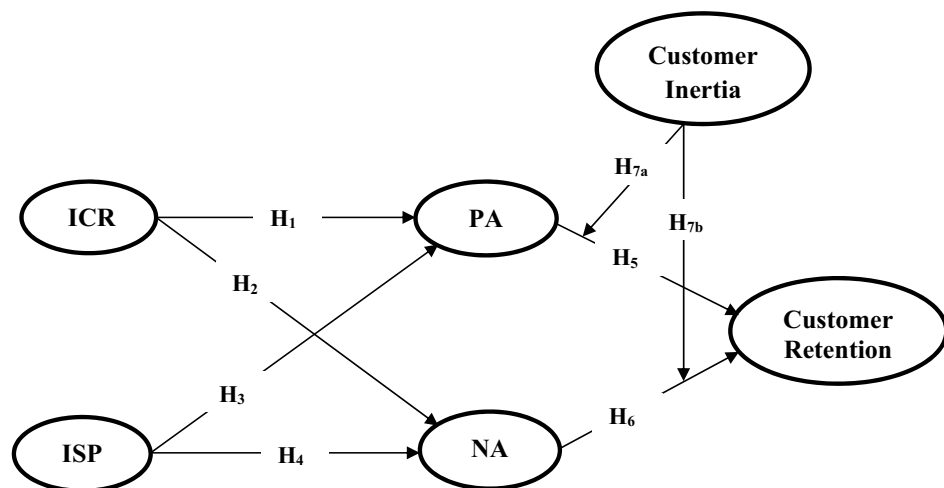 Customer
Inertia
H7a
ICR
H1
PA
H7b
H5
H2
Customer
Retention
H3
H6
ISP
H4
NA